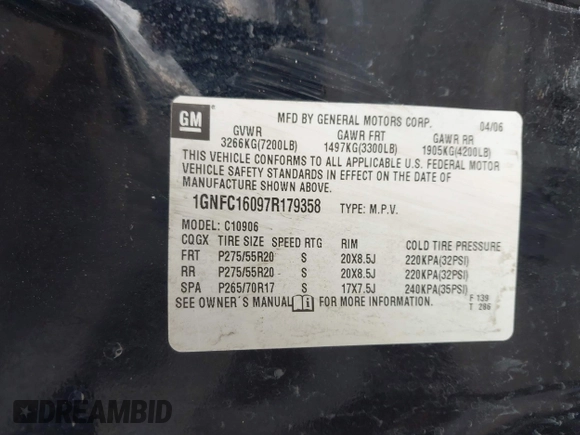 GM
MFD BY GENERAL MOTORS CORP. 04/06
GVWR GAWR FRT GAWR RR
3266KG(7200LB) 1497KG(3300LB) 1905KG(4200LB)
THIS VEHICLE CONFORMS TO ALL APPLICABLE U.S. FEDERAL MOTOR
VEHICLE SAFETY STANDARDS IN EFFECT ON THE DATE OF
MANUFACTURE SHOWN ABOVE.
1GNFC16097R179358 TYPE: M.P.V.
MODEL: C10906
CQGX TIRE SIZE SPEED RTG RIM COLD TIRE PRESSURE
FRT P275/55R20 S 20X8.5J 220KPA(32PSI)
RR P275/55R20 S 20X8.5J 220KPA(32PSI)
SPA P265/70R17 S 17X7.5J 240KPA(35PSI)
SEE OWNER´S MANUAL FOR MORE INFORMATION.
F 139
T 286
DREAMBID